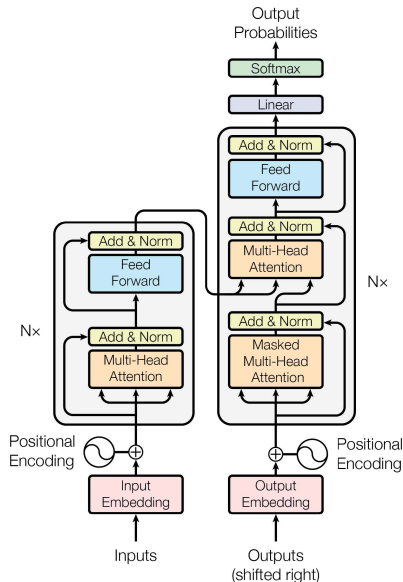 Output
Probabilities
Softmax
Linear
Add & Norm
Feed
Forward
Add & Norm
Multi-Head
Attention
Nx
Add & Norm
Masked
Multi-Head
Attention
Add & Norm
Feed
Forward
Nx
Add & Norm
Multi-Head
Attention
Positional
Encoding
Positional
Encoding
Input
Embedding
Output
Embedding
Inputs
Outputs
(shifted right)